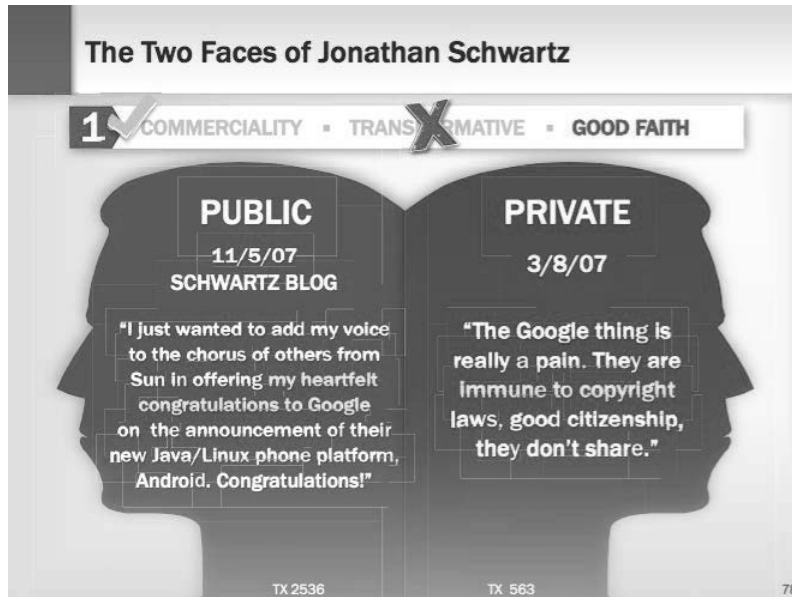 The Two Faces of Jonathan Schwartz
1 COMMERCIALITY ▪ TRANSFORMATIVE ▪ GOOD FAITH
PUBLIC
11/5/07
SCHWARTZ BLOG
“I just wanted to add my voice
to the chorus of others from
Sun in offering my heartfelt
congratulations to Google
on the announcement of their
new Java/Linux phone platform,
Android. Congratulations!”
TX 2536
PRIVATE
3/8/07
“The Google thing is
really a pain. They are
immune to copyright
laws, good citizenship,
they don’t share.”
TX 563